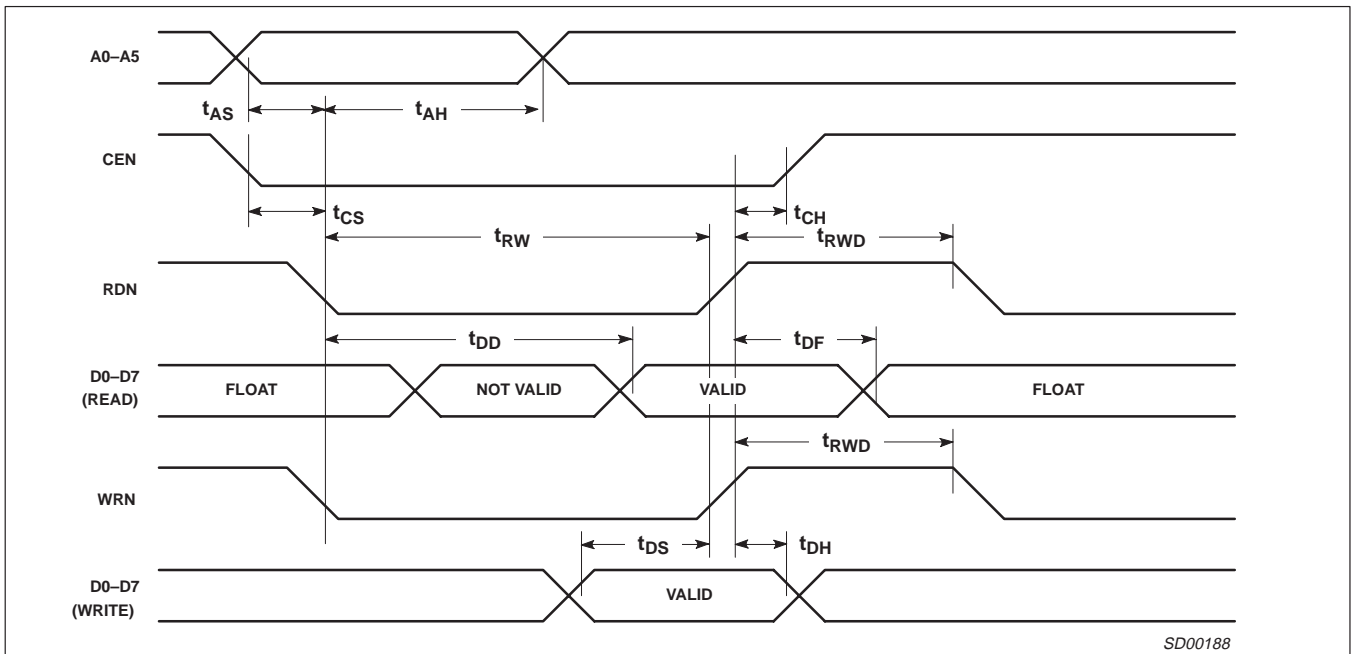 A0–A5
tAS
tAH
CEN
tCS
tCH
tRW
tRWD
RDN
tDD
tDF
D0–D7
(READ)
FLOAT
NOT VALID
VALID
FLOAT
tRWD
WRN
tDS
tDH
D0–D7
(WRITE)
VALID
SD00188